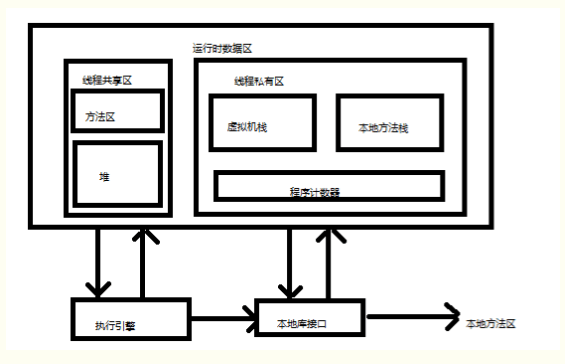 运行时数据区
线程共享区
线程私有区
方法区
虚拟机栈
本地方法栈
堆
程序计数器
执行引擎
本地库接口
本地方法区